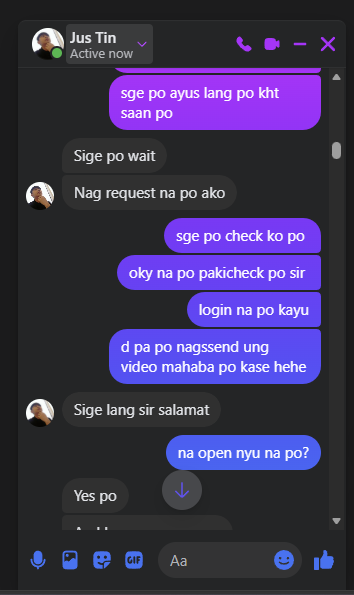 Jus Tin
Active now
sge po ayus lang po kht
saan po
Sige po wait
Nag request na po ako
sge po check ko po
oky na po pakicheck po sir
login na po kayu
d pa po nagssend ung
video mahaba po kase hehe
Sige lang sir salamat
na open nyu na po?
Yes po
GIF
Aa